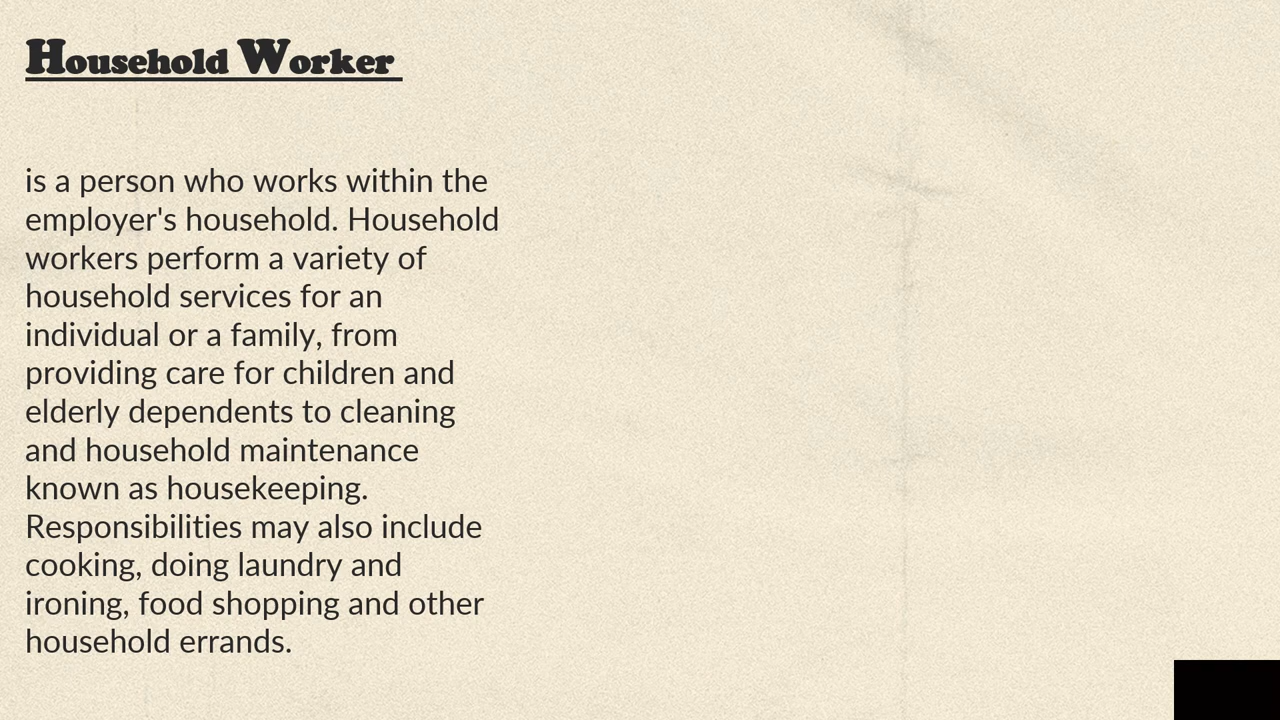 Household Worker
is a person who works within the
employer's household. Household
workers perform a variety of
household services for an
individual or a family, from
providing care for children and
elderly dependents to cleaning
and household maintenance
known as housekeeping.
Responsibilities may also include
cooking, doing laundry and
ironing, food shopping and other
household errands.